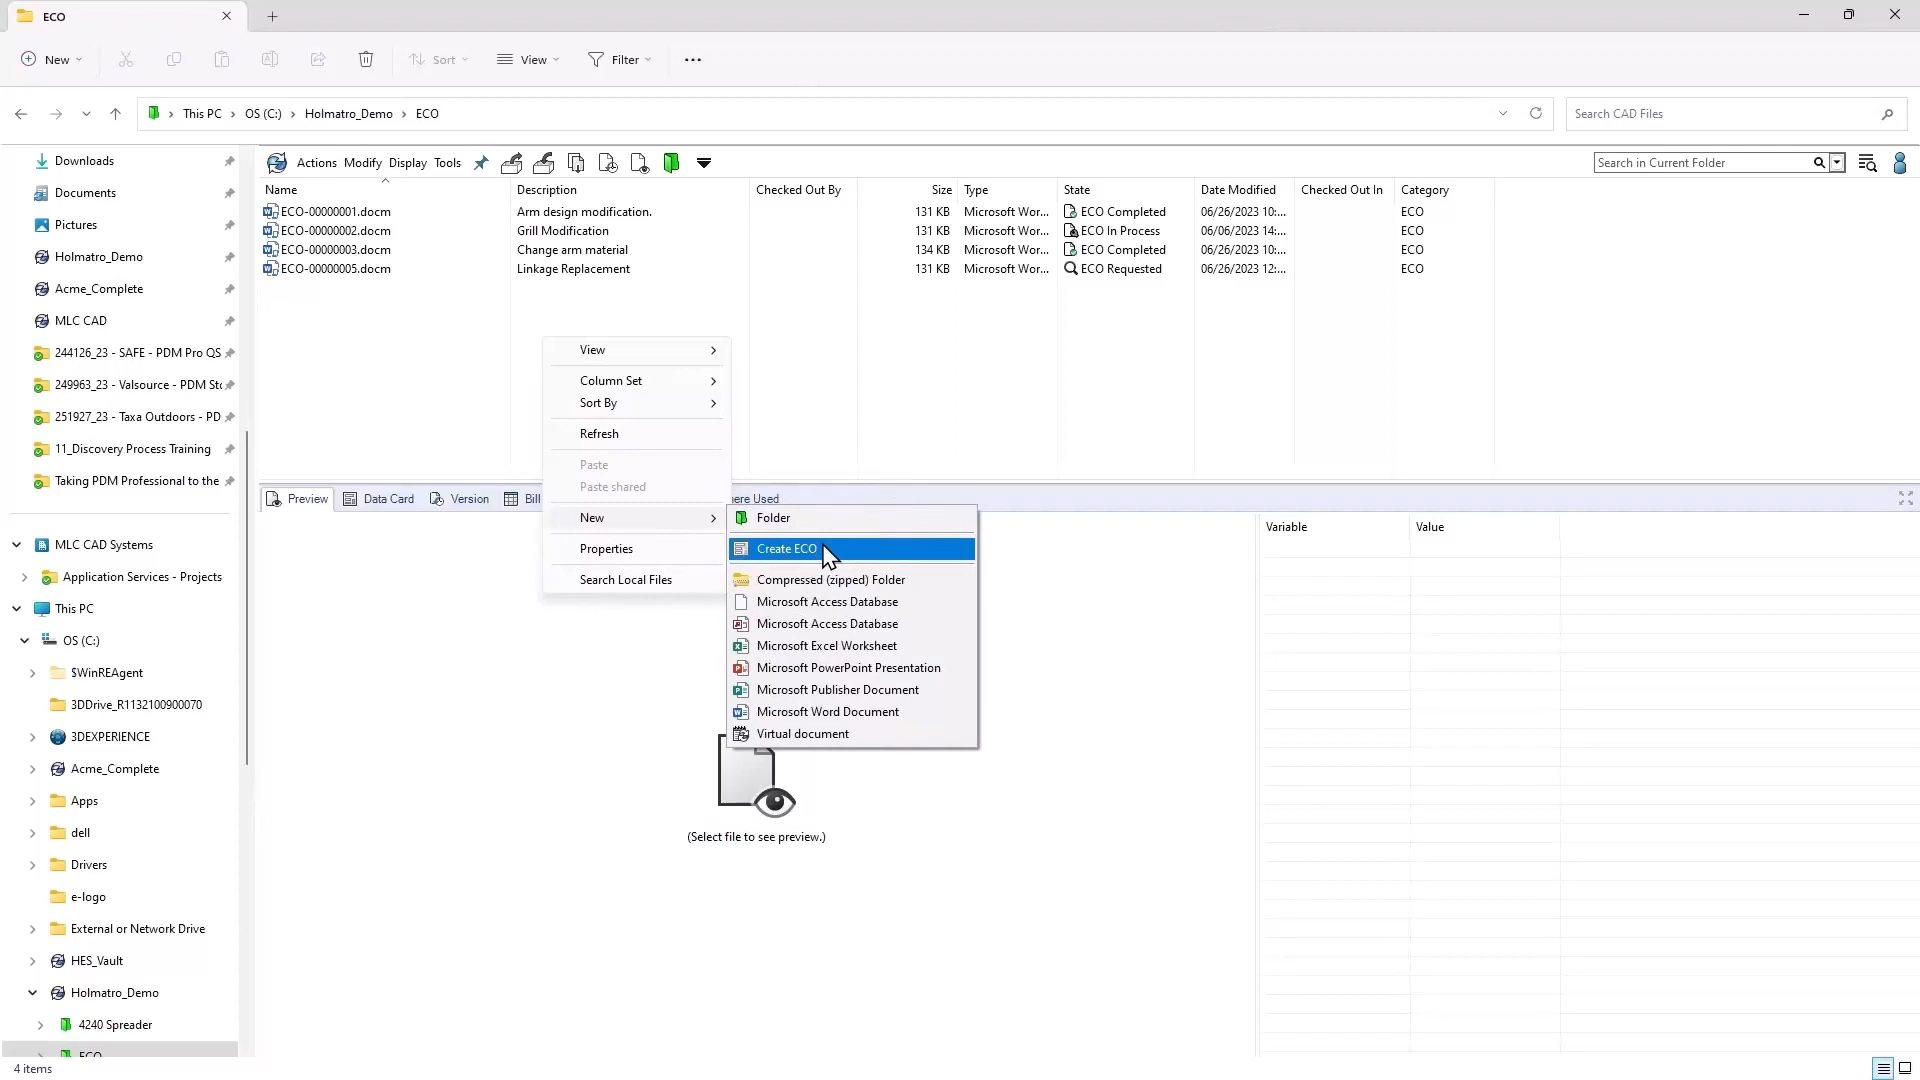 ECO
New
Sort
View
Filter
This PC > OS (C:) > Holmatro_Demo > ECO
Search CAD Files
Downloads
Documents
Pictures
Holmatro_Demo
Acme_Complete
MLC CAD
244126_23 - SAFE - PDM Pro QS
249963_23 - Valsource - PDM Sta
251927_23 - Taxa Outdoors - PD
11_Discovery Process Training
Taking PDM Professional to the
MLC CAD Systems
Application Services - Projects
This PC
OS (C:)
$WinREAgent
3DDrive_R1132100900070
3DEXPERIENCE
Acme_Complete
Apps
dell
Drivers
e-logo
External or Network Drive
HES_Vault
Holmatro_Demo
4240 Spreader
ECO
4 items
Actions Modify Display Tools
Search in Current Folder
Name Description Checked Out By Size Type State Date Modified Checked Out In Category
ECO-00000001.docm Arm design modification. 131 KB Microsoft Wor... ECO Completed 06/26/2023 10:... ECO
ECO-00000002.docm Grill Modification 131 KB Microsoft Wor... ECO In Process 06/06/2023 14:... ECO
ECO-00000003.docm Change arm material 134 KB Microsoft Wor... ECO Completed 06/26/2023 10:... ECO
ECO-00000005.docm Linkage Replacement 131 KB Microsoft Wor... ECO Requested 06/26/2023 12:... ECO
View
Column Set
Sort By
Refresh
Paste
Paste shared
New
Properties
Search Local Files
Preview Data Card Version Bill ere Used
Folder
Create ECO
Compressed (zipped) Folder
Microsoft Access Database
Microsoft Access Database
Microsoft Excel Worksheet
Microsoft PowerPoint Presentation
Microsoft Publisher Document
Microsoft Word Document
Virtual document
(Select file to see preview.)
Variable Value